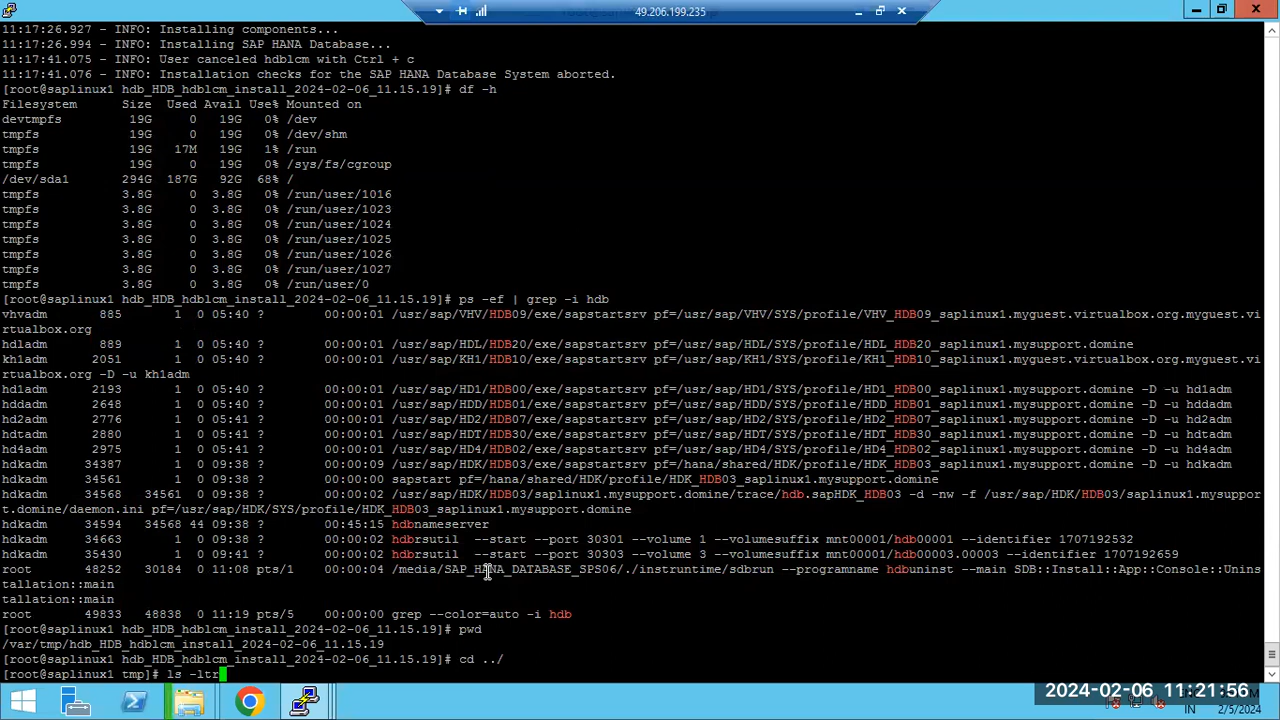 49.206.199.235
11:17:26.927 - INFO: Installing components...
11:17:26.994 - INFO: Installing SAP HANA Database...
11:17:41.075 - INFO: User canceled hdblcm with Ctrl + c
11:17:41.076 - INFO: Installation checks for the SAP HANA Database System aborted.
[root@saplinux1 hdb_HDB_hdblcm_install_2024-02-06_11.15.19]# df -h
Filesystem Size Used Avail Use% Mounted on
devtmpfs 19G 0 19G 0% /dev
tmpfs 19G 0 19G 0% /dev/shm
tmpfs 19G 17M 19G 1% /run
tmpfs 19G 0 19G 0% /sys/fs/cgroup
/dev/sda1 294G 187G 92G 68% /
tmpfs 3.8G 0 3.8G 0% /run/user/1016
tmpfs 3.8G 0 3.8G 0% /run/user/1023
tmpfs 3.8G 0 3.8G 0% /run/user/1024
tmpfs 3.8G 0 3.8G 0% /run/user/1025
tmpfs 3.8G 0 3.8G 0% /run/user/1026
tmpfs 3.8G 0 3.8G 0% /run/user/1027
tmpfs 3.8G 0 3.8G 0% /run/user/0
[root@saplinux1 hdb_HDB_hdblcm_install_2024-02-06_11.15.19]# ps -ef | grep -i hdb
vhvadm 885 1 0 05:40 ? 00:00:01 /usr/sap/VHV/HDB09/exe/sapstartsrv pf=/usr/sap/VHV/SYS/profile/VHV_HDB09_saplinux1.myguest.virtualbox.org.myguest.vi
rtualbox.org
hdladm 889 1 0 05:40 ? 00:00:01 /usr/sap/HDL/HDB20/exe/sapstartsrv pf=/usr/sap/HDL/SYS/profile/HDL_HDB20_saplinux1.mysupport.domine
kh1adm 2051 1 0 05:40 ? 00:00:01 /usr/sap/KH1/HDB10/exe/sapstartsrv pf=/usr/sap/KH1/SYS/profile/KH1_HDB10_saplinux1.myguest.virtualbox.org.myguest.vi
rtualbox.org -D -u kh1adm
hd1adm 2193 1 0 05:40 ? 00:00:01 /usr/sap/HD1/HDB00/exe/sapstartsrv pf=/usr/sap/HD1/SYS/profile/HD1_HDB00_saplinux1.mysupport.domine -D -u hd1adm
hddadm 2648 1 0 05:40 ? 00:00:01 /usr/sap/HDD/HDB01/exe/sapstartsrv pf=/usr/sap/HDD/SYS/profile/HDD_HDB01_saplinux1.mysupport.domine -D -u hddadm
hd2adm 2776 1 0 05:41 ? 00:00:01 /usr/sap/HD2/HDB07/exe/sapstartsrv pf=/usr/sap/HD2/SYS/profile/HD2_HDB07_saplinux1.mysupport.domine -D -u hd2adm
hdtadm 2880 1 0 05:41 ? 00:00:01 /usr/sap/HDT/HDB30/exe/sapstartsrv pf=/usr/sap/HDT/SYS/profile/HDT_HDB30_saplinux1.mysupport.domine -D -u hdtadm
hd4adm 2975 1 0 05:41 ? 00:00:01 /usr/sap/HD4/HDB02/exe/sapstartsrv pf=/usr/sap/HD4/SYS/profile/HD4_HDB02_saplinux1.mysupport.domine -D -u hd4adm
hdkadm 34387 1 0 09:38 ? 00:00:09 /usr/sap/HDK/HDB03/exe/sapstartsrv pf=/hana/shared/HDK/profile/HDK_HDB03_saplinux1.mysupport.domine -D -u hdkadm
hdkadm 34561 1 0 09:38 ? 00:00:00 sapstart pf=/hana/shared/HDK/profile/HDK_HDB03_saplinux1.mysupport.domine
hdkadm 34568 34561 0 09:38 ? 00:00:02 /usr/sap/HDK/HDB03/saplinux1.mysupport.domine/trace/hdb.sapHDK_HDB03 -d -nw -f /usr/sap/HDK/HDB03/saplinux1.mysuppor
t.domine/daemon.ini pf=/usr/sap/HDK/SYS/profile/HDK_HDB03_saplinux1.mysupport.domine
hdkadm 34594 34568 44 09:38 ? 00:45:15 hdbnameserver
hdkadm 34663 1 0 09:38 ? 00:00:02 hdbrsutil --start --port 30301 --volume 1 --volumesuffix mnt00001/hdb00001 --identifier 1707192532
hdkadm 35430 1 0 09:38 ? 00:00:02 hdbrsutil --start --port 30303 --volume 3 --volumesuffix mnt00001/hdb00003.00003 --identifier 1707192659
root 48252 30184 0 11:08 pts/1 00:00:04 /media/SAP_HANA_DATABASE_SPS06/./instruntime/sdbrun --programname hdbuninst --main SDB::Install::App::Console::Unins
tallation::main
tallation::main
root 49833 48838 0 11:19 pts/5 00:00:00 grep --color=auto -i hdb
[root@saplinux1 hdb_HDB_hdblcm_install_2024-02-06_11.15.19]# pwd
/var/tmp/hdb_HDB_hdblcm_install_2024-02-06_11.15.19
[root@saplinux1 hdb_HDB_hdblcm_install_2024-02-06_11.15.19]# cd ../
[root@saplinux1 tmp]# ls -ltr
2024-02-06 11:21:56
IN 2/5/2024